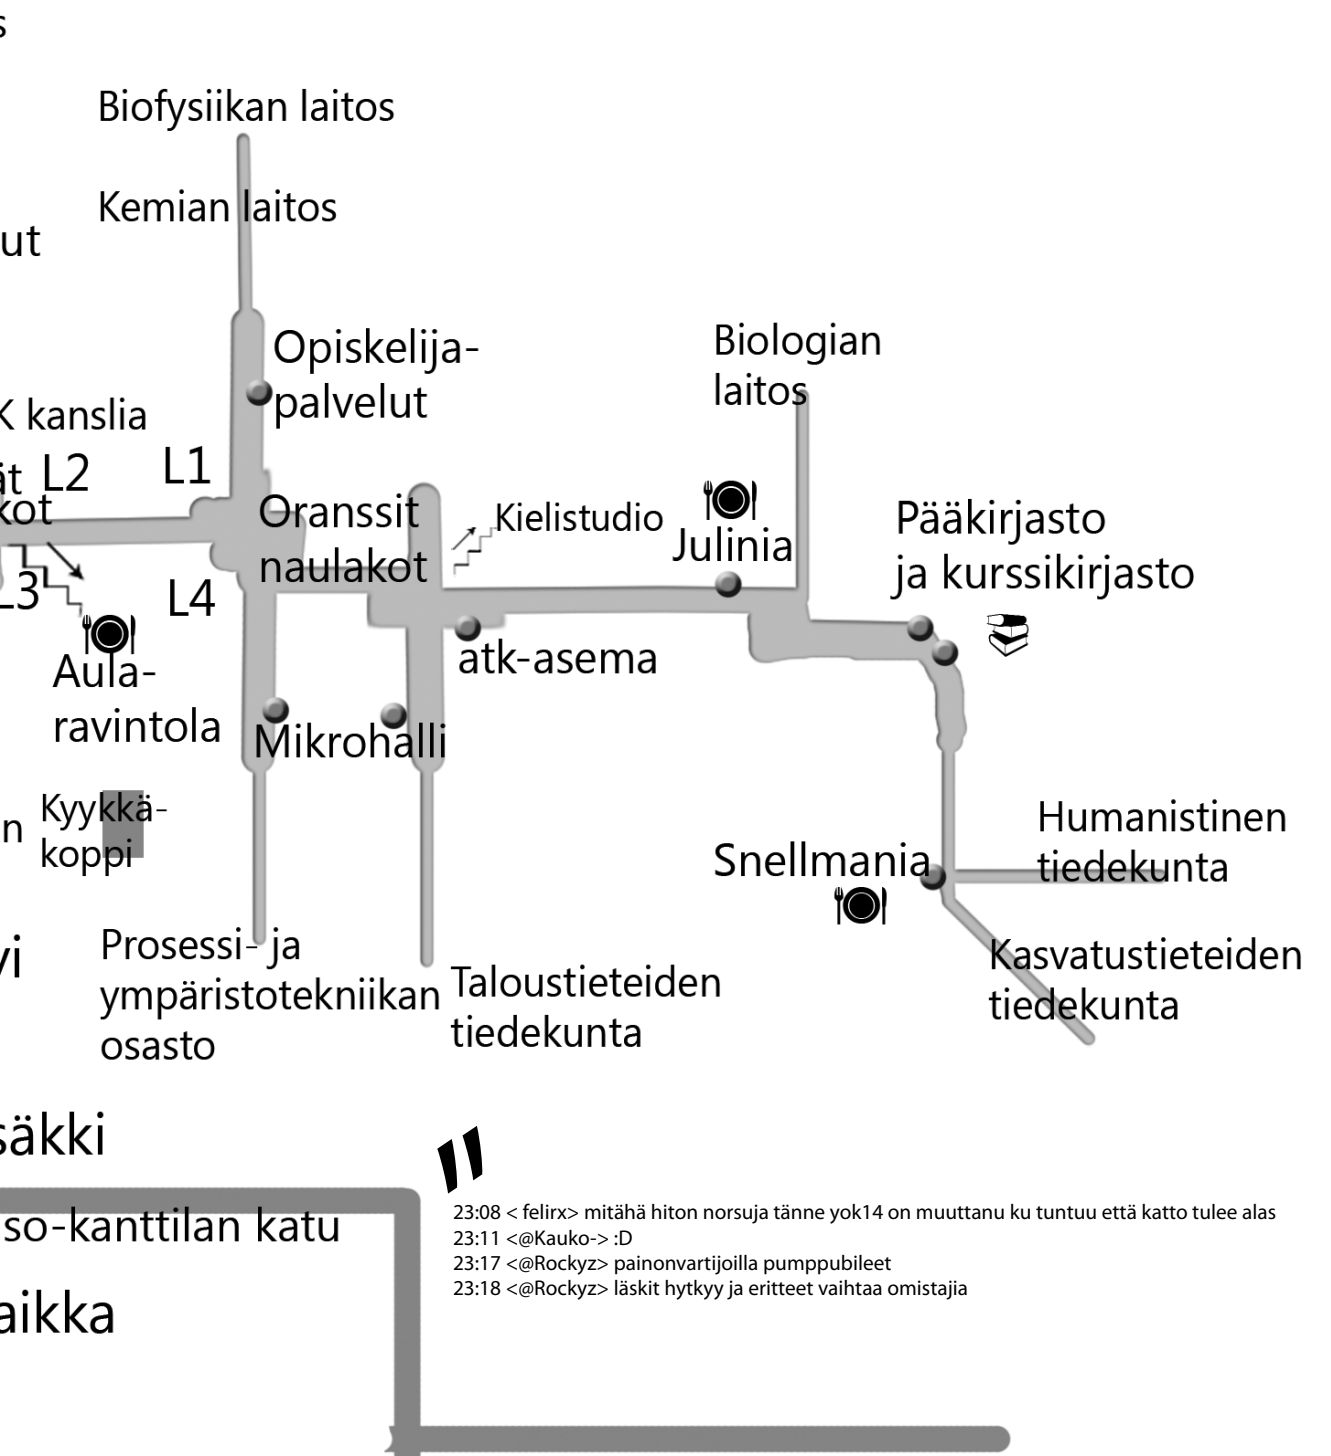 s
Biofysiikan laitos
Kemian laitos
ut
Opiskelija-
palvelut
Biologian
laitos
K kanslia
ät L2 L1
kot
Oranssit
naulakot
Kielistudio
Julinia
Pääkirjasto
ja kurssikirjasto
L3
L4
Aula-
ravintola
atk-asema
Mikrohalli
Kyykkä-
koppi
n
Snellmania
Humanistinen
tiedekunta
vi
Prosessi- ja
ympäristotekniikan
osasto
Taloustieteiden
tiedekunta
Kasvatustieteiden
tiedekunta
säkki
so-kanttilan katu
aikka
"
23:08 < felirx> mitähä hiton norsuja tänne yok14 on muuttanu ku tuntuu että katto tulee alas
23:11 <@Kauko-> :D
23:17 <@Rockyz> painonvartijoilla pumppubileet
23:18 <@Rockyz> läskit hytkyy ja eritteet vaihtaa omistajia